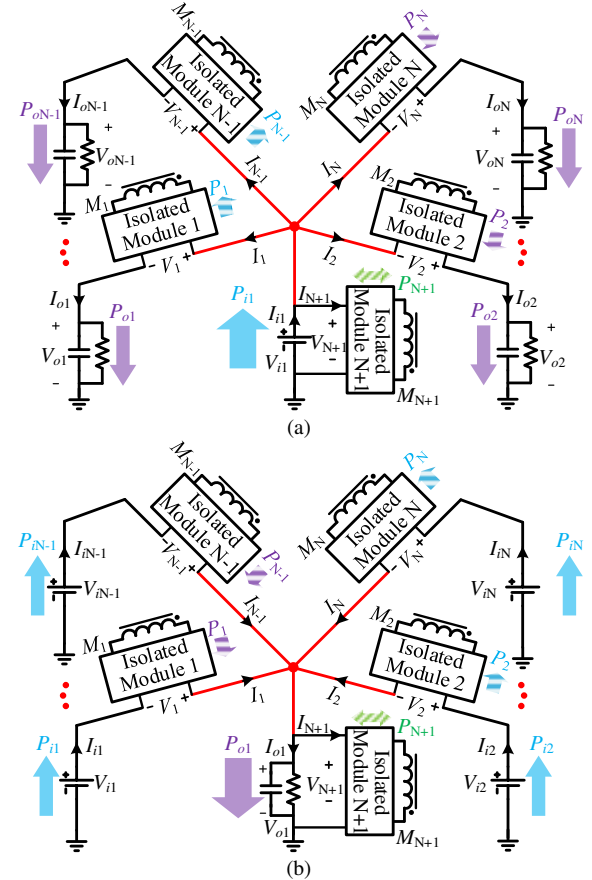 M_{N-1}
Isolated
Module N-1
P_{N-1}
- V_{N-1} +
P_N
M_N
Isolated
Module N
- V_N +
I_{oN-1}
P_{oN-1}
+
V_{oN-1}
-
I_{oN}
P_{oN}
+
V_{oN}
-
I_{N-1}
I_N
M_1
Isolated
Module 1
P_1
- V_1 +
I_1
M_2
Isolated
Module 2
P_2
- V_2 +
I_2
I_{o1}
P_{o1}
+
V_{o1}
-
P_{i1}
I_{i1}
V_{i1}
I_{N+1}
+
V_{N+1}
-
P_{N+1}
Isolated
Module N+1
M_{N+1}
I_{o2}
P_{o2}
+
V_{o2}
-
(a)
M_{N-1}
Isolated
Module N-1
P_{N-1}
- V_{N-1} +
P_N
M_N
Isolated
Module N
- V_N +
P_{iN-1}
I_{iN-1}
+
-
V_{iN-1}
I_{iN}
P_{iN}
+
-
V_{iN}
I_{N-1}
I_N
M_1
Isolated
Module 1
P_1
- V_1 +
I_1
M_2
Isolated
Module 2
P_2
- V_2 +
I_2
P_{i1}
I_{i1}
+
-
V_{i1}
P_{o1}
I_{o1}
+
-
V_{o1}
I_{N+1}
+
V_{N+1}
-
P_{N+1}
Isolated
Module N+1
M_{N+1}
I_{i2}
P_{i2}
+
-
V_{i2}
(b)